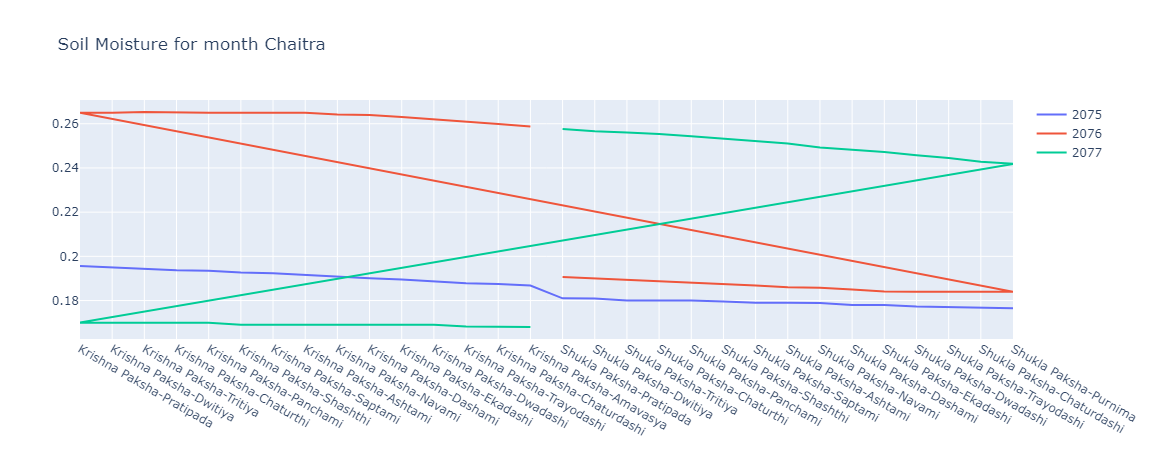 Soil Moisture for month Chaitra
2075
2076
2077
0.26
0.24
0.22
0.2
0.18
Krishna Paksha-Pratipada
Krishna Paksha-Dwitiya
Krishna Paksha-Tritiya
Krishna Paksha-Chaturthi
Krishna Paksha-Panchami
Krishna Paksha-Shashthi
Krishna Paksha-Saptami
Krishna Paksha-Ashtami
Krishna Paksha-Navami
Krishna Paksha-Dashami
Krishna Paksha-Ekadashi
Krishna Paksha-Dwadashi
Krishna Paksha-Trayodashi
Krishna Paksha-Chaturdashi
Krishna Paksha-Amavasya
Shukla Paksha-Pratipada
Shukla Paksha-Dwitiya
Shukla Paksha-Tritiya
Shukla Paksha-Chaturthi
Shukla Paksha-Panchami
Shukla Paksha-Shashthi
Shukla Paksha-Saptami
Shukla Paksha-Ashtami
Shukla Paksha-Navami
Shukla Paksha-Dashami
Shukla Paksha-Ekadashi
Shukla Paksha-Dwadashi
Shukla Paksha-Trayodashi
Shukla Paksha-Chaturdashi
Shukla Paksha-Purnima